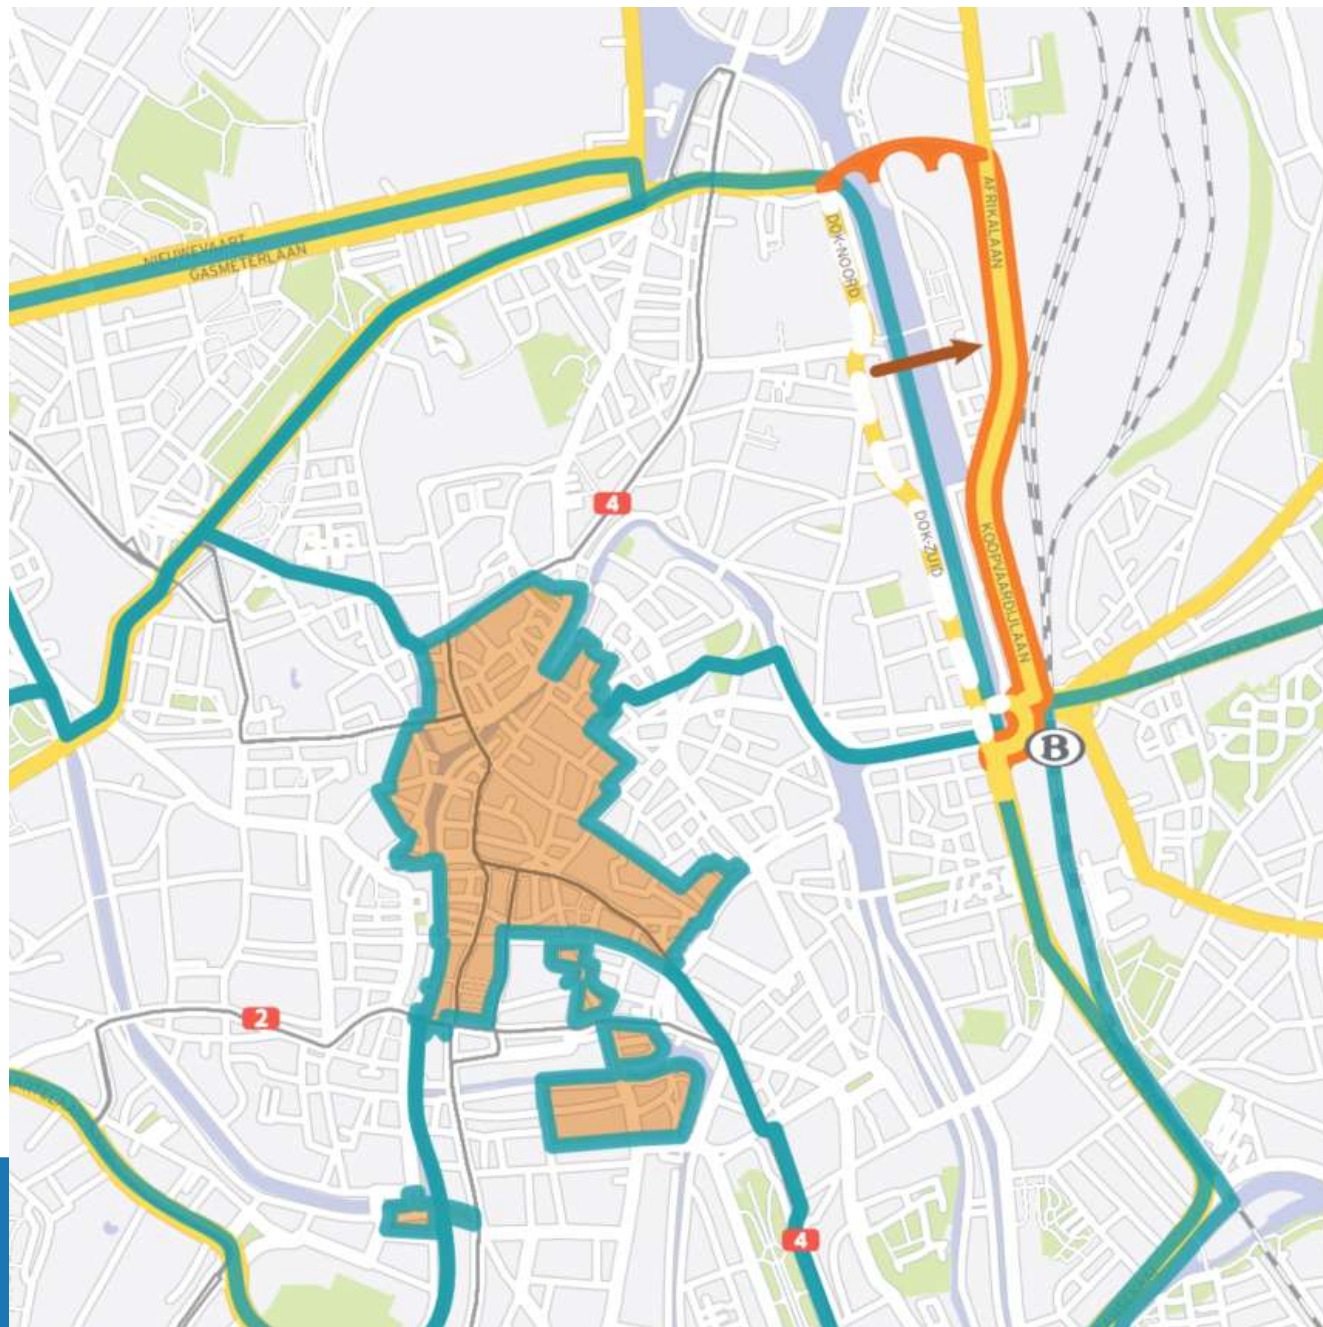 AFRIKALAAN
DOK-NOORD
NIEUWEVAART
GASMETERLAAN
4
DOK-ZUID
KOOPVAARDIJLAAN
B
2
4